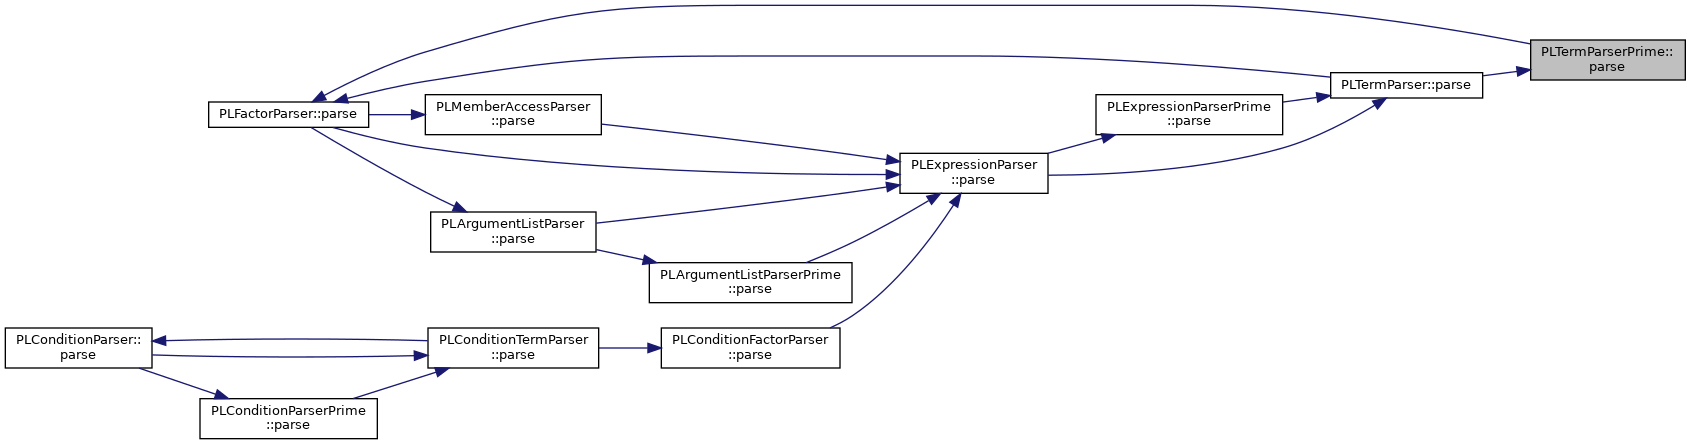 PLTermParserPrime::
parse
PLTermParser::parse
PLFactorParser::parse
PLMemberAccessParser
::parse
PLExpressionParserPrime
::parse
PLExpressionParser
::parse
PLArgumentListParser
::parse
PLArgumentListParserPrime
::parse
PLConditionParser::
parse
PLConditionTermParser
::parse
PLConditionFactorParser
::parse
PLConditionParserPrime
::parse